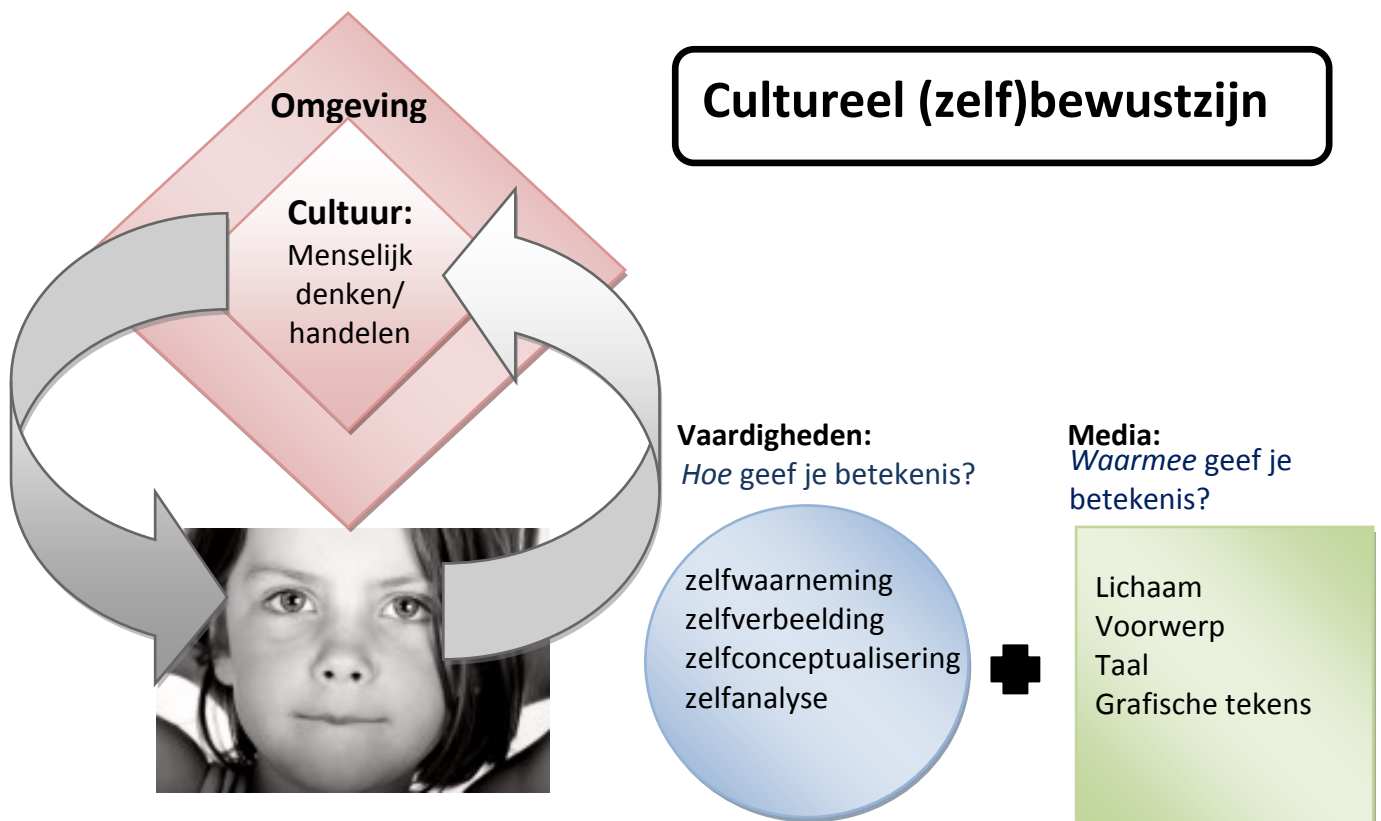 Cultureel (zelf)bewustzijn
Omgeving
Cultuur:
Menselijk
denken/
handelen
Vaardigheden:
Hoe geef je betekenis?
zelfwaarneming
zelfverbeelding
zelfconceptualisering
zelfanalyse
Media:
Waarmee geef je
betekenis?
Lichaam
Voorwerp
Taal
Grafische tekens